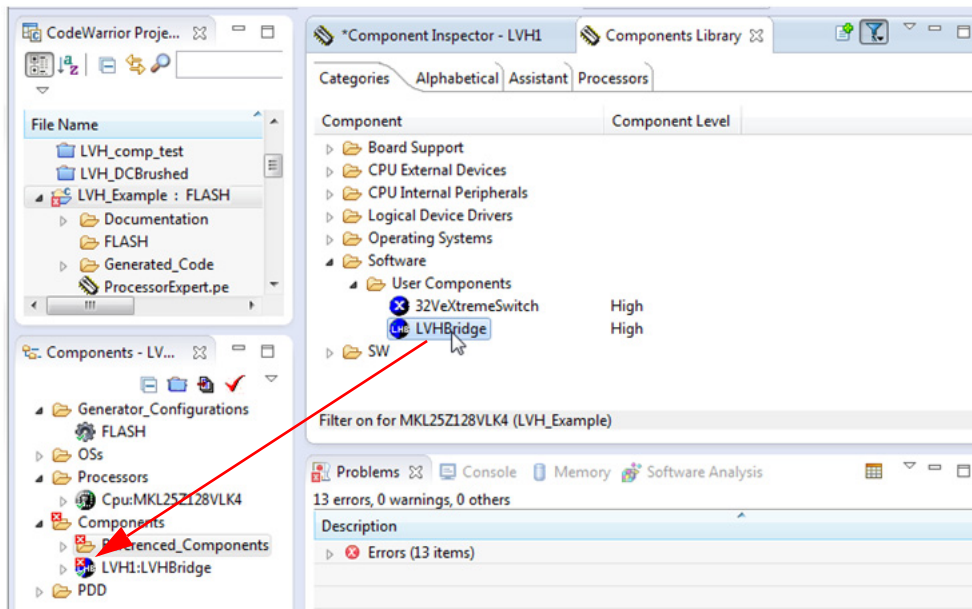 CodeWarrior Proje...
File Name
LVH_comp_test
LVH_DCBrushed
LVH_Example : FLASH
Documentation
FLASH
Generated_Code
ProcessorExpert.pe
Components - LV...
Generator_Configurations
FLASH
OSs
Processors
Cpu:MKL25Z128VLK4
Components
Referenced_Components
LVH1:LVHBridge
PDD
*Component Inspector - LVH1
Components Library
Categories Alphabetical Assistant Processors
Component Component Level
Board Support
CPU External Devices
CPU Internal Peripherals
Logical Device Drivers
Operating Systems
Software
User Components
32VeXtremeSwitch High
LVHBridge High
SW
Filter on for MKL25Z128VLK4 (LVH_Example)
Problems Console Memory Software Analysis
13 errors, 0 warnings, 0 others
Description
Errors (13 items)